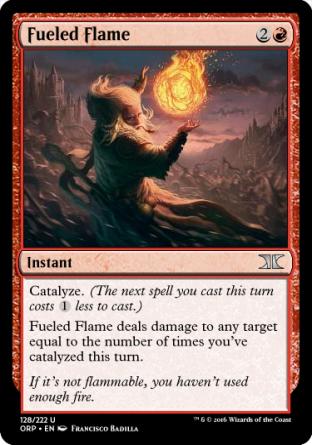 Fueled Flame 2
Instant
Catalyze. (The next spell you cast this turn
costs 1 less to cast.)
Fueled Flame deals damage to any target
equal to the number of times you've
catalyzed this turn.
If it's not flammable, you haven't used
enough fire.
128/222 U
ORP • EN Francisco Badilla
™ & © 2016 Wizards of the Coast